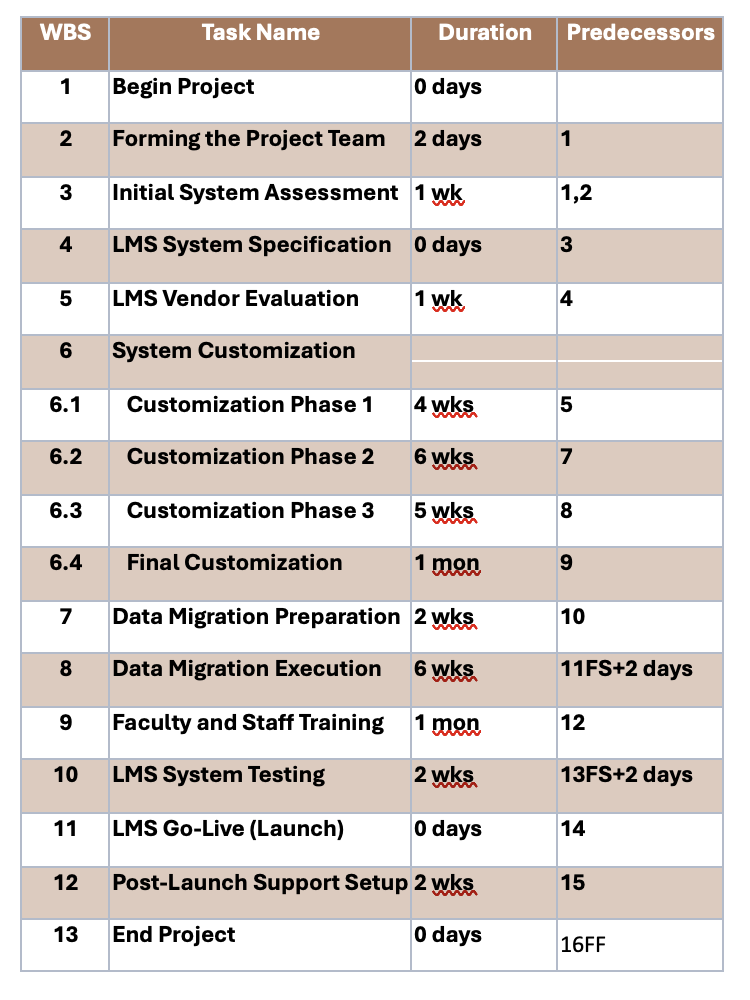 WBS Task Name Duration Predecessors
1 Begin Project 0 days
2 Forming the Project Team 2 days 1
3 Initial System Assessment 1 wk 1,2
4 LMS System Specification 0 days 3
5 LMS Vendor Evaluation 1 wk 4
6 System Customization
6.1 Customization Phase 1 4 wks 5
6.2 Customization Phase 2 6 wks 7
6.3 Customization Phase 3 5 wks 8
6.4 Final Customization 1 mon 9
7 Data Migration Preparation 2 wks 10
8 Data Migration Execution 6 wks 11FS+2 days
9 Faculty and Staff Training 1 mon 12
10 LMS System Testing 2 wks 13FS+2 days
11 LMS Go-Live (Launch) 0 days 14
12 Post-Launch Support Setup 2 wks 15
13 End Project 0 days 16FF